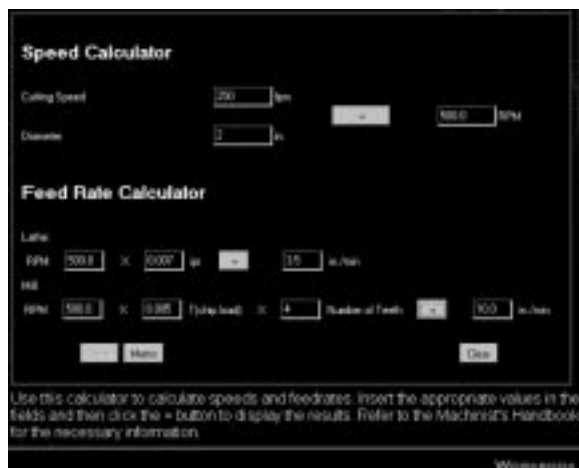 Speed Calculator
Cutting Speed 250 fpm = 500.0 RPM
Diameter 2 in
Feed Rate Calculator
Lathe:
RPM 500.0 X 0.007 = 3.5 in./min
Mill
RPM 500.0 X 0.005 f(chip load) X 4 Number of Teeth = 10.0 in./min
Metric Clear
Use this calculator to calculate speeds and feedrates. Insert the appropriate values in the
fields and then click the = button to display the results. Refer to the Machinist's Handbook
for the necessary information.